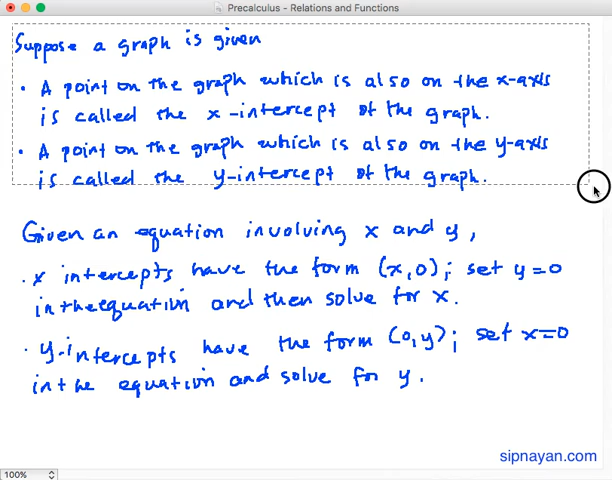 Precalculus - Relations and Functions
Suppose a graph is given
• A point on the graph which is also on the x-axis
is called the x-intercept of the graph.
• A point on the graph which is also on the y-axis
is called the y-intercept of the graph.
Given an equation involving x and y,
• x intercepts have the form (x,0); set y=0
in the equation and then solve for x.
• y-intercepts have the form (0,y); set x=0
in the equation and solve for y.
sipnayan.com
100%